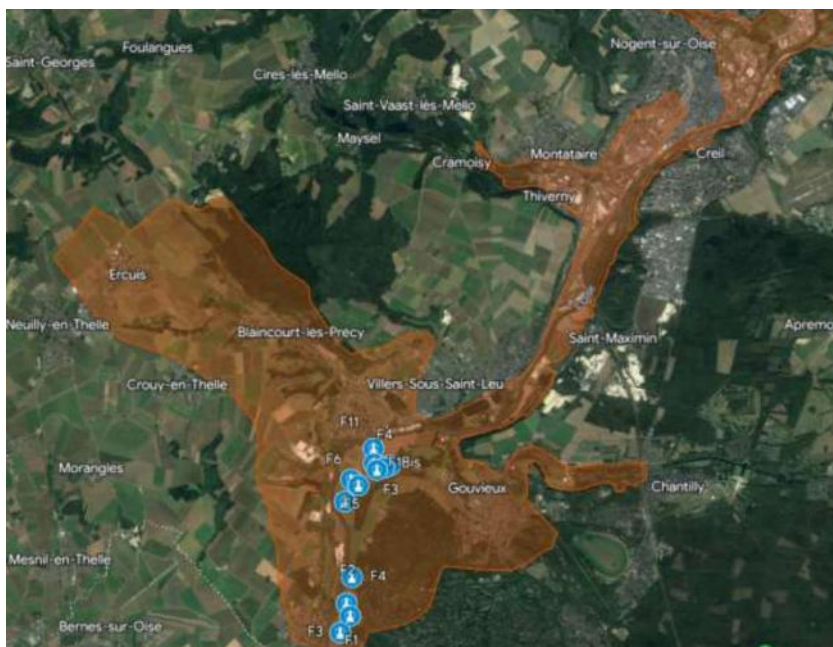 Nogent-sur-Oise
Foulangues
Saint-Georges
Cires-lès-Mello
Saint-Vaast-lès-Mello
Maysel
Cramoisy
Montataire
Creil
Thiverny
Ercuis
Neuilly-en-Thelle
Blaincourt-lès-Précy
Saint-Maximin
Apremo
Crouy-en-Thelle
Villers-Sous-Saint-Leu
F11
F4
F6
F1Bis
Morangles
F3
Gouvieux
Chantilly
F5
Mesnil-en-Thelle
F2
F4
Bernes-sur-Oise
F3
F1